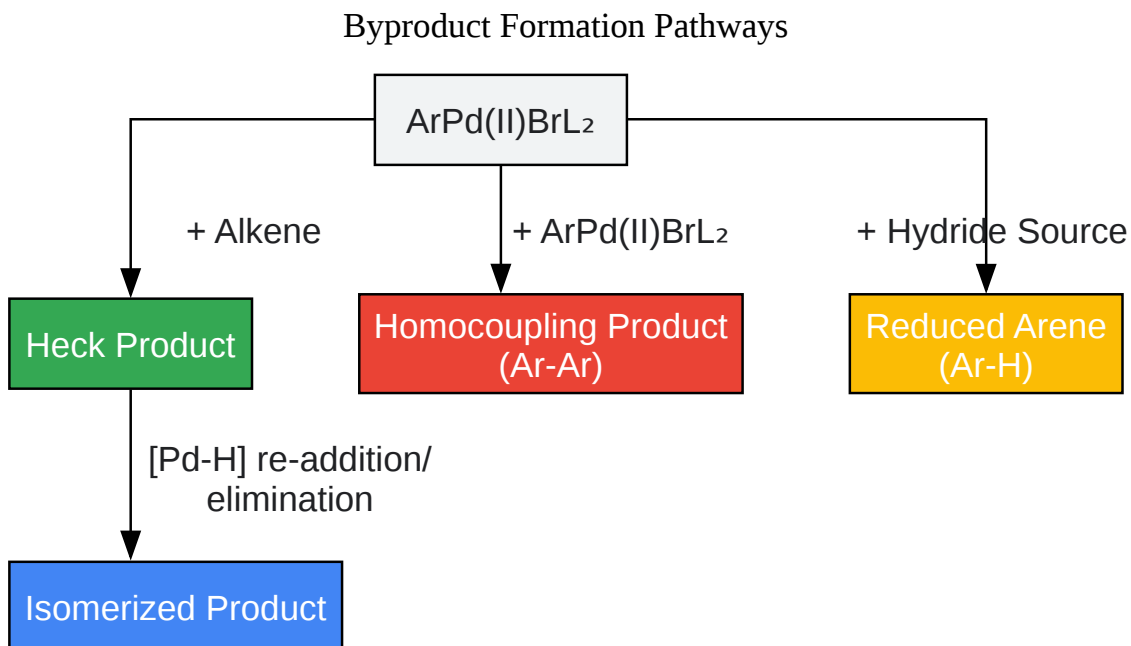 Byproduct Formation Pathways
ArPd(II)BrL₂
+ Alkene
+ ArPd(II)BrL₂
+ Hydride Source
Heck Product
Homocoupling Product
(Ar-Ar)
Reduced Arene
(Ar-H)
[Pd-H] re-addition/
elimination
Isomerized Product